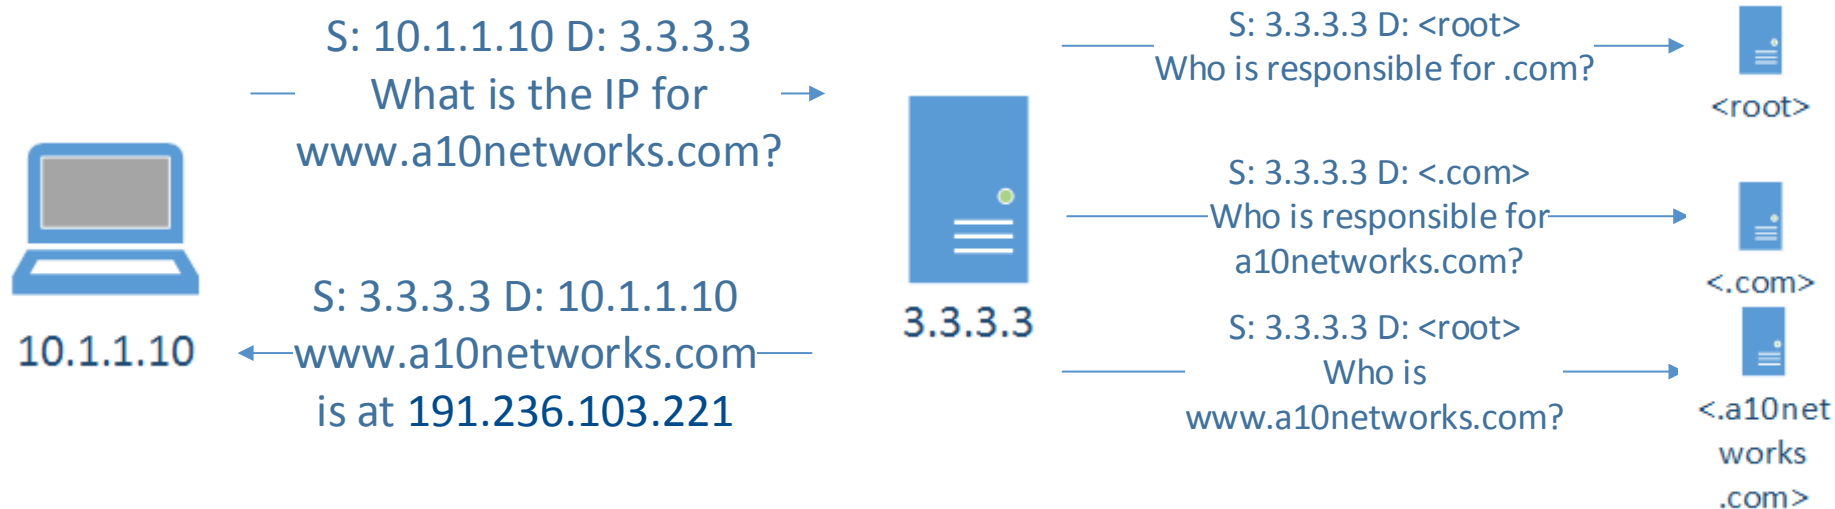 S: 10.1.1.10 D: 3.3.3.3
What is the IP for
www.a10networks.com?
10.1.1.10
S: 3.3.3.3 D: 10.1.1.10
www.a10networks.com
is at 191.236.103.221
3.3.3.3
S: 3.3.3.3 D: <root>
Who is responsible for .com?
<root>
S: 3.3.3.3 D: <.com>
Who is responsible for
a10networks.com?
<.com>
S: 3.3.3.3 D: <root>
Who is
www.a10networks.com?
<.a10net
works
.com>